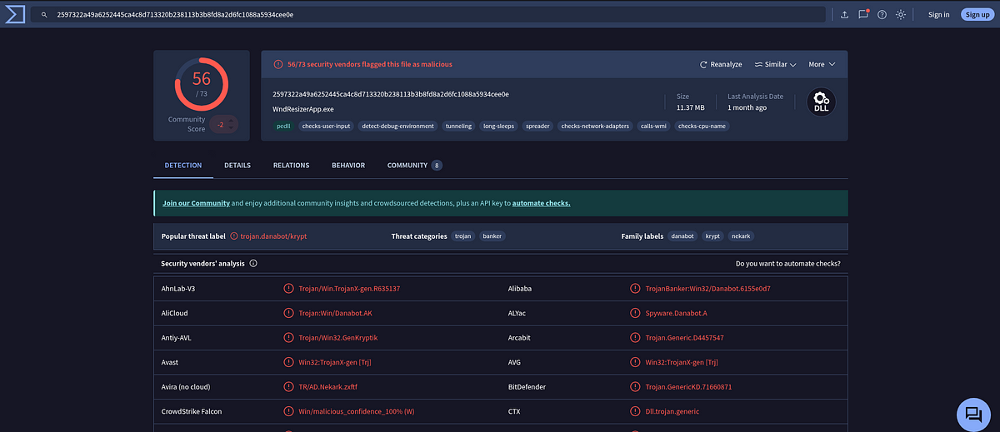 2597322a49a6252445ca4c8d713320b238113b3b8fd8a2d6fc1088a5934cee0e
Sign in
Sign up
56
/ 73
Community
Score
-2
56/73 security vendors flagged this file as malicious
Reanalyze
Similar
More
2597322a49a6252445ca4c8d713320b238113b3b8fd8a2d6fc1088a5934cee0e
WndResizerApp.exe
Size
11.37 MB
Last Analysis Date
1 month ago
DLL
pedll checks-user-input detect-debug-environment tunneling long-sleeps spreader checks-network-adapters calls-wmi checks-cpu-name
DETECTION DETAILS RELATIONS BEHAVIOR COMMUNITY 8
Join our Community and enjoy additional community insights and crowdsourced detections, plus an API key to automate checks.
Popular threat label trojan.danabot/krypt Threat categories trojan banker Family labels danabot krypt nekark
Security vendors' analysis Do you want to automate checks?
AhnLab-V3 Trojan/Win.TrojanX-gen.R635137 Alibaba TrojanBanker:Win32/Danabot.6155e0d7
AliCloud Trojan:Win/Danabot.AK ALYac Spyware.Danabot.A
Antiy-AVL Trojan/Win32.GenKryptik Arcabit Trojan.Generic.D4457547
Avast Win32:TrojanX-gen [Trj] AVG Win32:TrojanX-gen [Trj]
Avira (no cloud) TR/AD.Nekark.zxftf BitDefender Trojan.GenericKD.71660871
CrowdStrike Falcon Win/malicious_confidence_100% (W) CTX Dll.trojan.generic